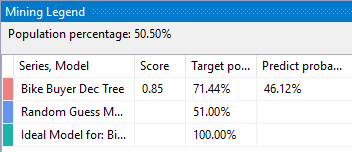 Mining Legend
Population percentage: 50.50%
Series, Model Score Target po... Predict proba...
Bike Buyer Dec Tree 0.85 71.44% 46.12%
Random Guess M... 51.00%
Ideal Model for: Bi... 100.00%